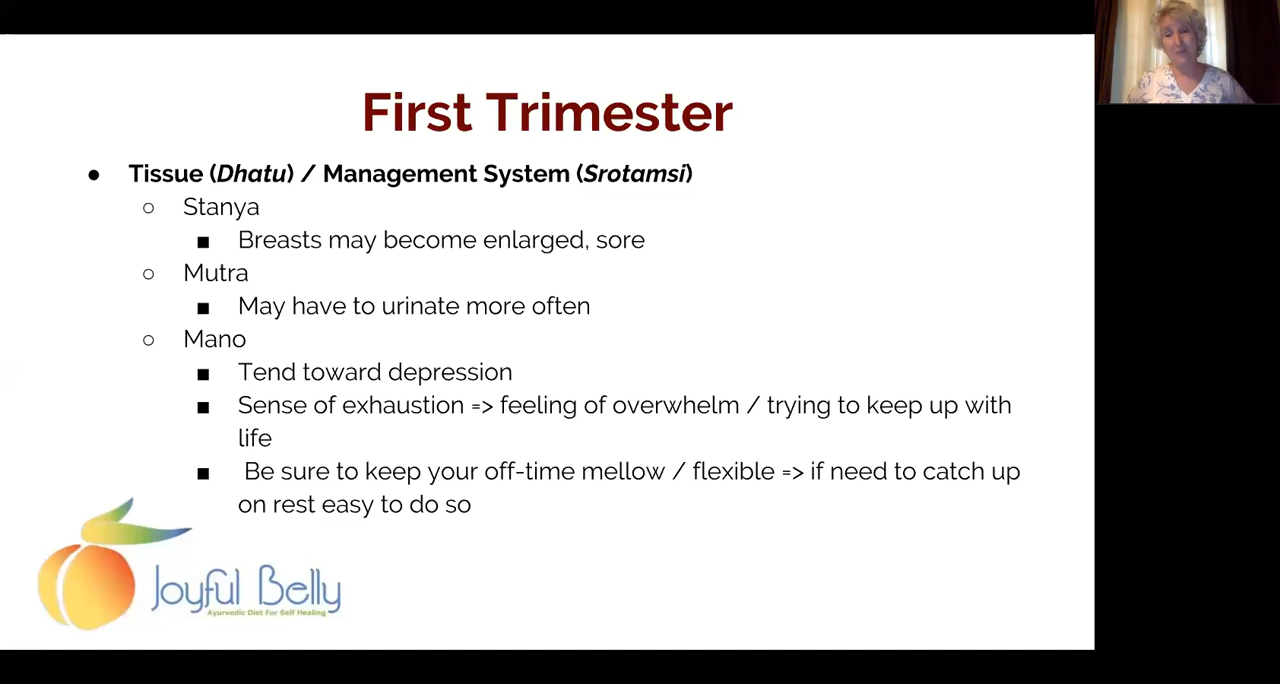 First Trimester
● Tissue (Dhatu) / Management System (Srotamsi)
○ Stanya
■ Breasts may become enlarged, sore
○ Mutra
■ May have to urinate more often
○ Mano
■ Tend toward depression
■ Sense of exhaustion => feeling of overwhelm / trying to keep up with
life
■ Be sure to keep your off-time mellow / flexible => if need to catch up
on rest easy to do so
Joyful Belly
Ayurvedic Diet For Self Healing